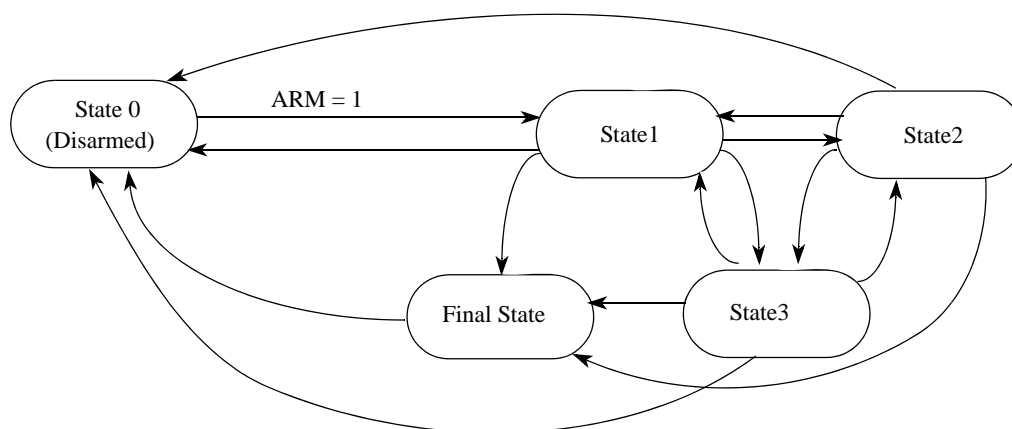 State 0
(Disarmed)
ARM = 1
State1
State2
Final State
State3